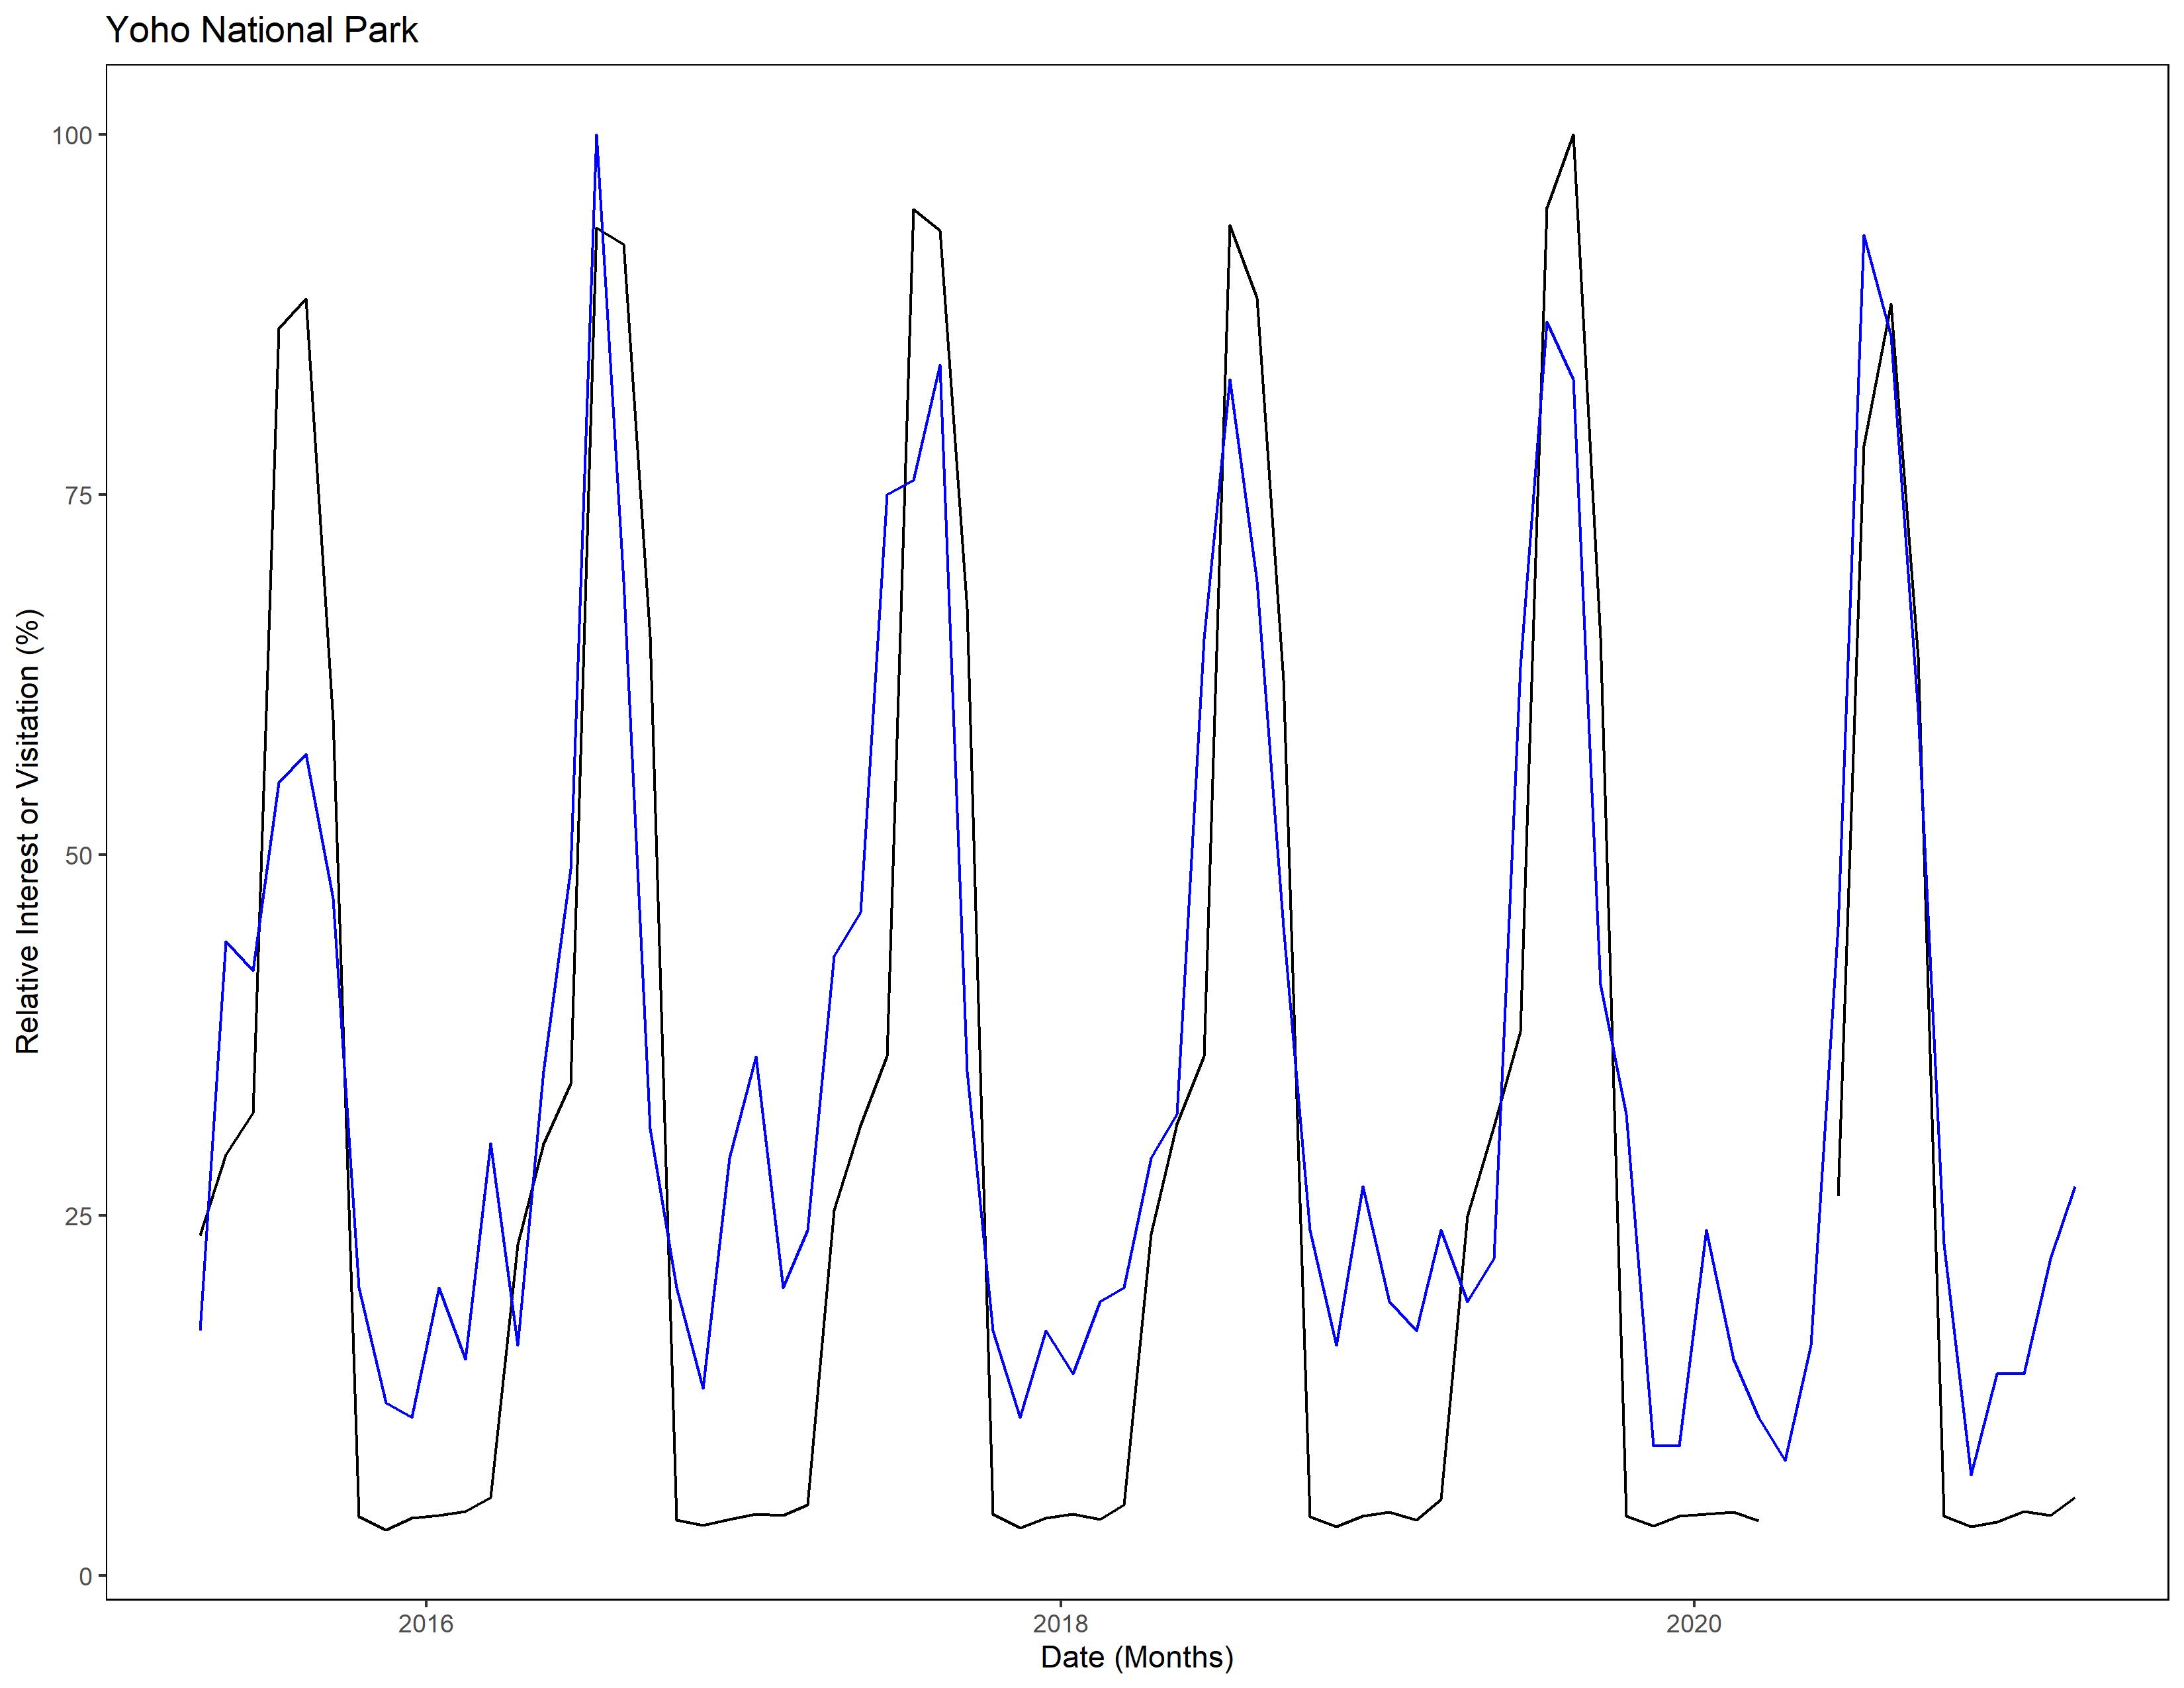 Yoho National Park
Relative Interest or Visitation (%)
100
75
50
25
0
2016
2018
2020
Date (Months)